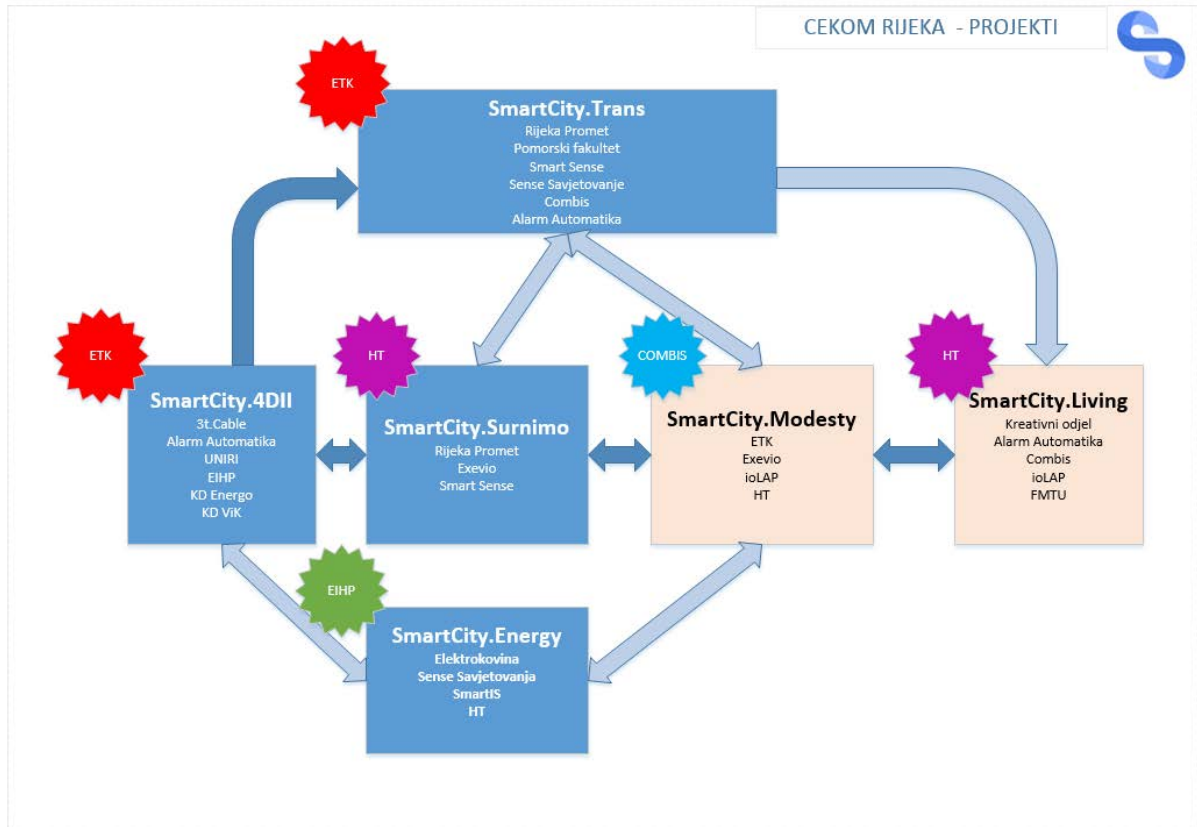 CEKOM RIJEKA - PROJEKTI
ETK
SmartCity.Trans
Rijeka Promet
Pomorski fakultet
Smart Sense
Sense Savjetovanje
Combis
Alarm Automatika
ETK
SmartCity.4DII
3t.Cable
Alarm Automatika
UNIRI
EIHP
KD Energo
KD ViK
HT
SmartCity.Surnimo
Rijeka Promet
Exevio
Smart Sense
COMBIS
SmartCity.Modesty
ETK
Exevio
ioLAP
HT
HT
SmartCity.Living
Kreativni odjel
Alarm Automatika
Combis
ioLAP
FMTU
EIHP
SmartCity.Energy
Elektrokovina
Sense Savjetovanja
SmartIS
HT